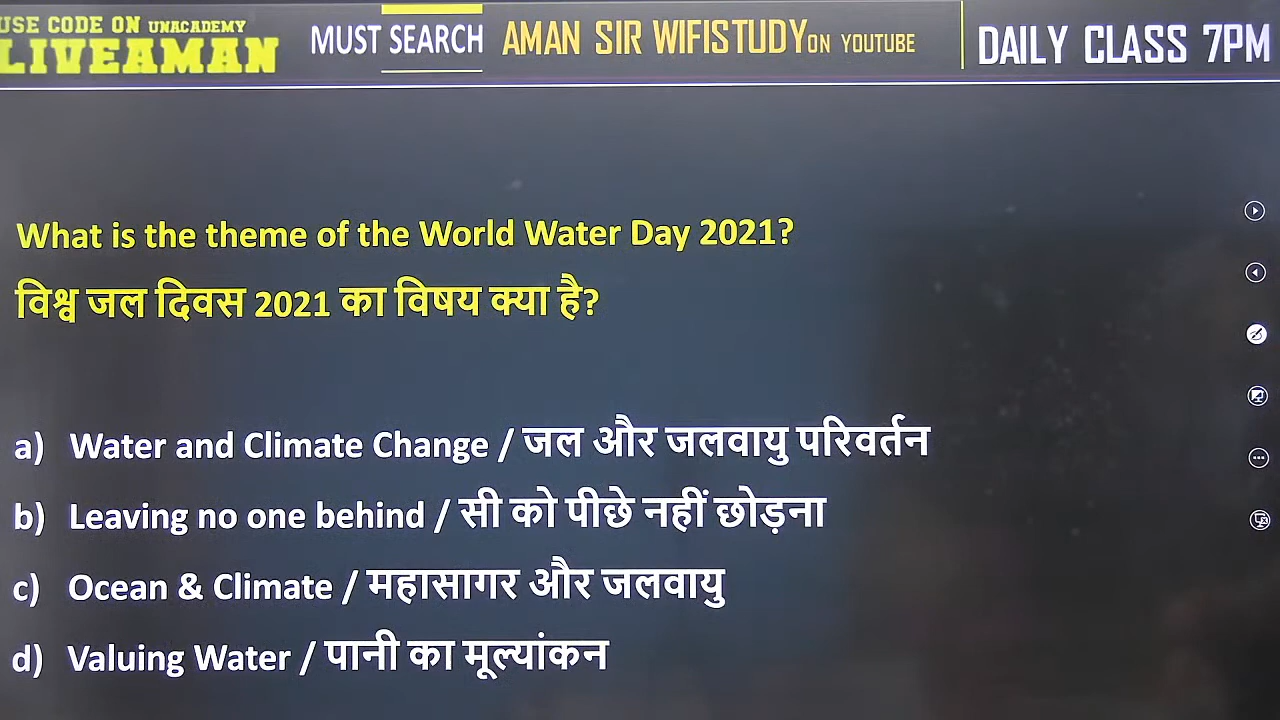 USE CODE ON UNACADEMY
LIVEAMAN
MUST SEARCH AMAN SIR WIFISTUDY ON YOUTUBE
DAILY CLASS 7PM
What is the theme of the World Water Day 2021?
विश्व जल दिवस 2021 का विषय क्या है?
a) Water and Climate Change / जल और जलवायु परिवर्तन
b) Leaving no one behind / सी को पीछे नहीं छोड़ना
c) Ocean & Climate / महासागर और जलवायु
d) Valuing Water / पानी का मूल्यांकन